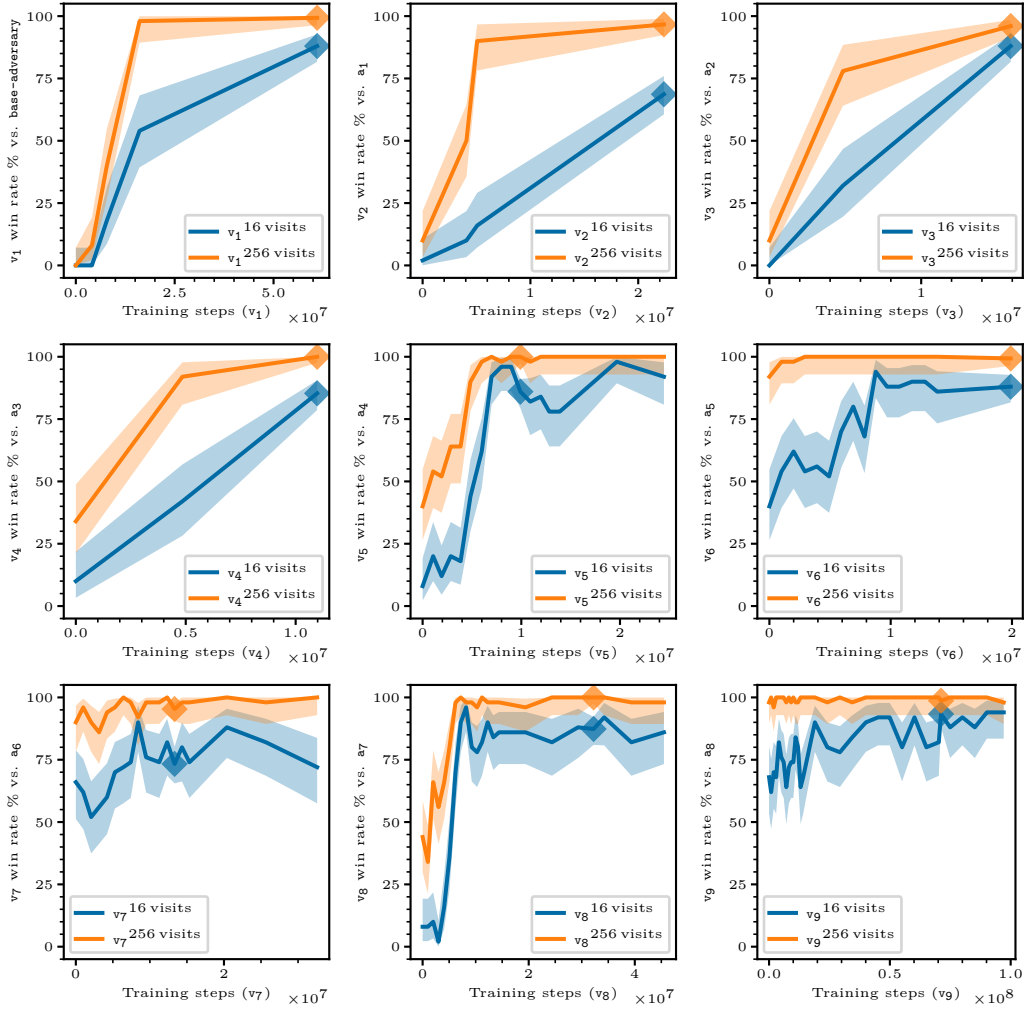 v1 win rate % vs. base-adversary
100
75
50
25
0
v1 16 visits
v1 256 visits
0.0 2.5 5.0
Training steps (v1) ×10^7
v2 win rate % vs. a1
100
75
50
25
0
v2 16 visits
v2 256 visits
0 2
Training steps (v2) ×10^7
v3 win rate % vs. a2
100
75
50
25
0
v3 16 visits
v3 256 visits
0 1
Training steps (v3) ×10^7
v4 win rate % vs. a3
100
75
50
25
0
v4 16 visits
v4 256 visits
0.0 0.5 1.0
Training steps (v4) ×10^7
v5 win rate % vs. a4
100
75
50
25
0
v5 16 visits
v5 256 visits
0 1 2
Training steps (v5) ×10^7
v6 win rate % vs. a5
100
75
50
25
0
v6 16 visits
v6 256 visits
0 1 2
Training steps (v6) ×10^7
v7 win rate % vs. a6
100
75
50
25
0
v7 16 visits
v7 256 visits
0 2
Training steps (v7) ×10^7
v8 win rate % vs. a7
100
75
50
25
0
v8 16 visits
v8 256 visits
0 2 4
Training steps (v8) ×10^7
v9 win rate % vs. a8
100
75
50
25
0
v9 16 visits
v9 256 visits
0.0 0.5 1.0
Training steps (v9) ×10^8